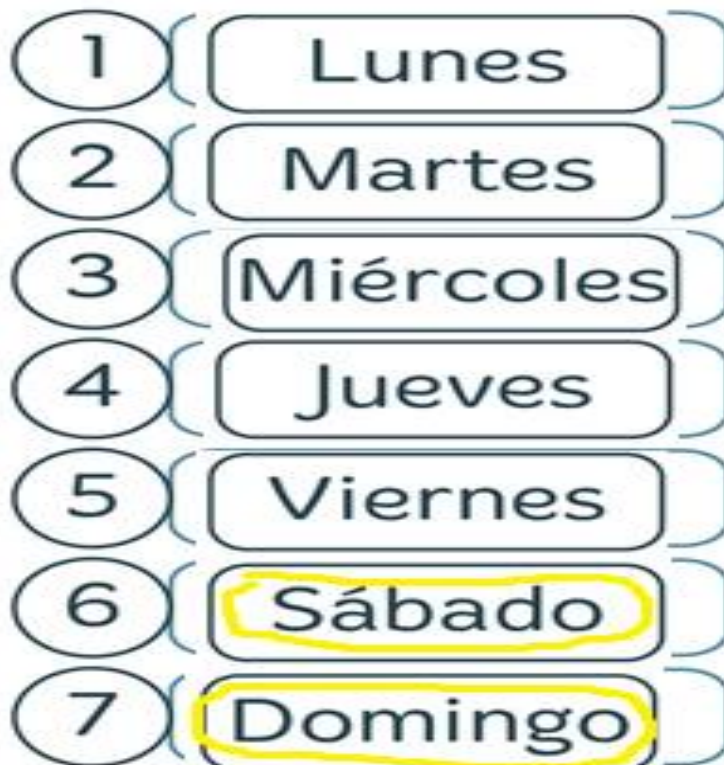 1 Lunes
2 Martes
3 Miércoles
4 Jueves
5 Viernes
6 Sábado
7 Domingo